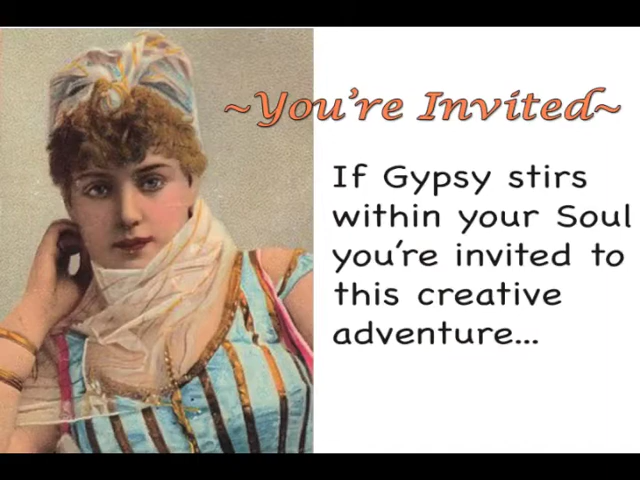 ~You're Invited~
If Gypsy stirs
within your Soul
you're invited to
this creative
adventure...